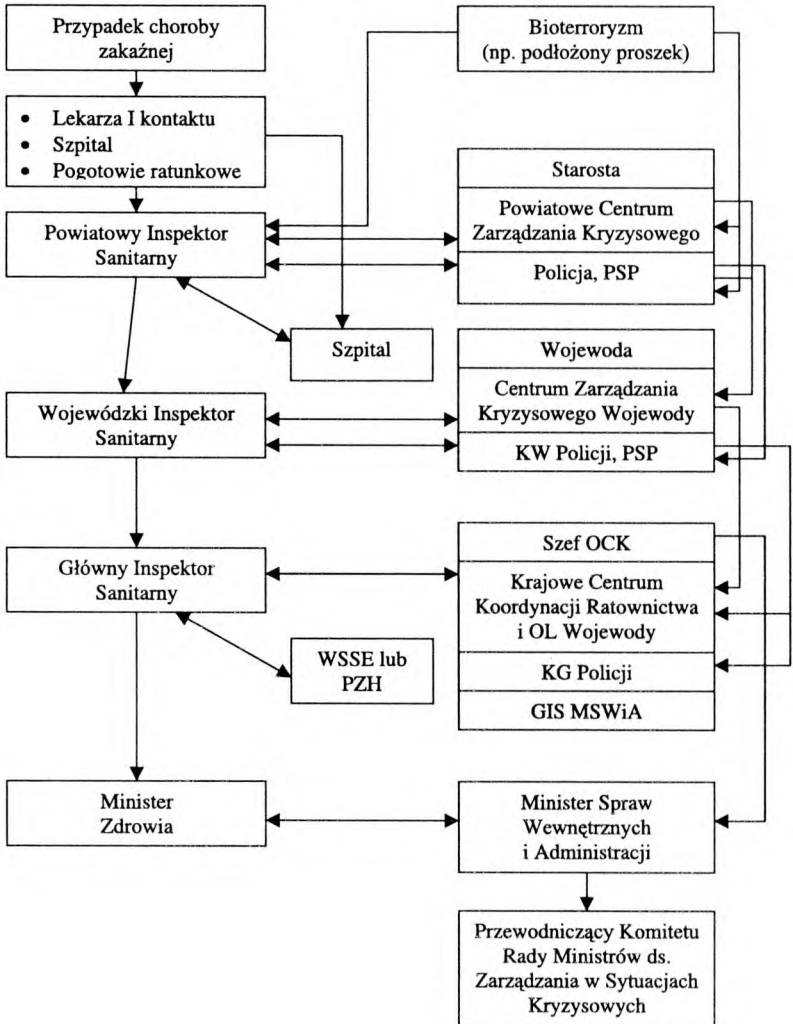 Przypadek choroby
zakaźnej
Bioterroryzm
(np. podłożony proszek)
• Lekarza I kontaktu
• Szpital
• Pogotowie ratunkowe
Starosta
Powiatowe Centrum
Zarządzania Kryzysowego
Policja, PSP
Powiatowy Inspektor
Sanitarny
Szpital
Wojewoda
Centrum Zarządzania
Kryzysowego Wojewody
KW Policji, PSP
Wojewódzki Inspektor
Sanitarny
Szef OCK
Krajowe Centrum
Koordynacji Ratownictwa
i OL Wojewody
KG Policji
GIS MSWiA
Główny Inspektor
Sanitarny
WSSE lub
PZH
Minister
Zdrowia
Minister Spraw
Wewnętrznych
i Administracji
Przewodniczący Komitetu
Rady Ministrów ds.
Zarządzania w Sytuacjach
Kryzysowych